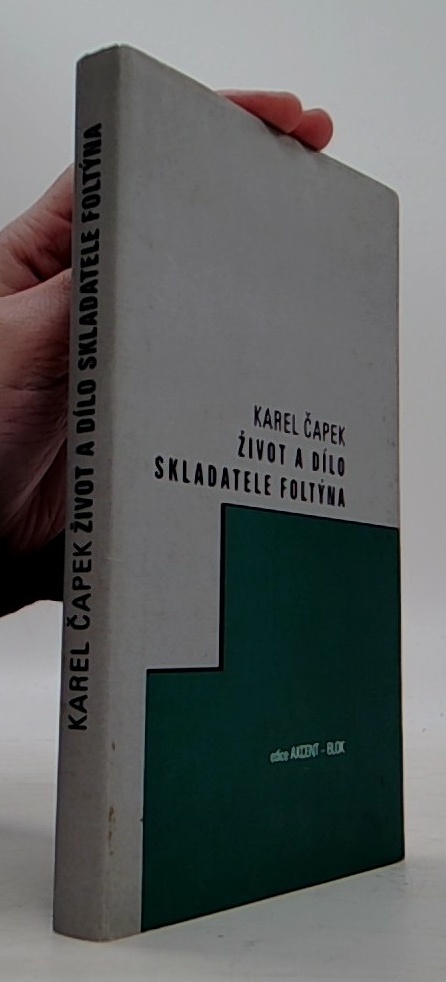 KAREL ČAPEK ŽIVOT A DÍLO SKLADATELE FOLTÝNA
KAREL ČAPEK
ŽIVOT A DÍLO
SKLADATELE FOLTÝNA
edice AKCENT - BLOK